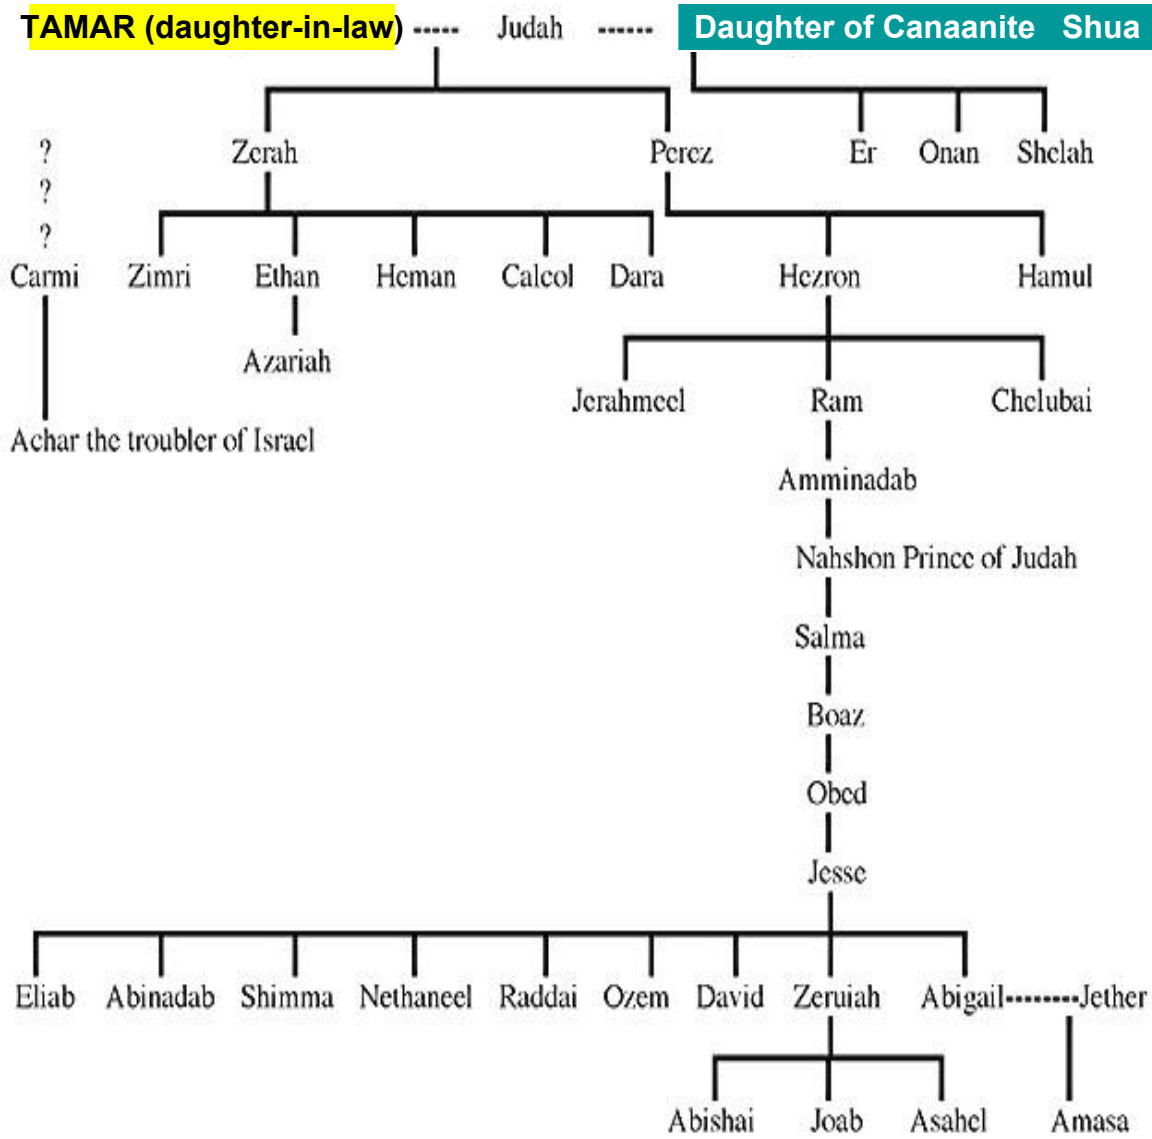 TAMAR (daughter-in-law) ----- Judah ------ Daughter of Canaanite Shua
? Zerah Perez Er Onan Shelah
?
?
Carmi Zimri Ethan Heman Calcol Dara Hezron Hamul
Azariah
Jerahmeel Ram Chelubai
Achar the troubler of Israel
Amminadab
Nahshon Prince of Judah
Salma
Boaz
Obed
Jesse
Eliab Abinadab Shimma Nethaneel Raddai Ozem David Zeruiah Abigail--------Jether
Abishai Joab Asahel Amasa